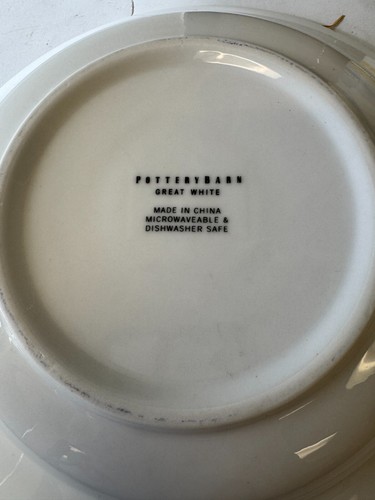 POTTERYBARN
GREAT WHITE
MADE IN CHINA
MICROWAVEABLE &
DISHWASHER SAFE